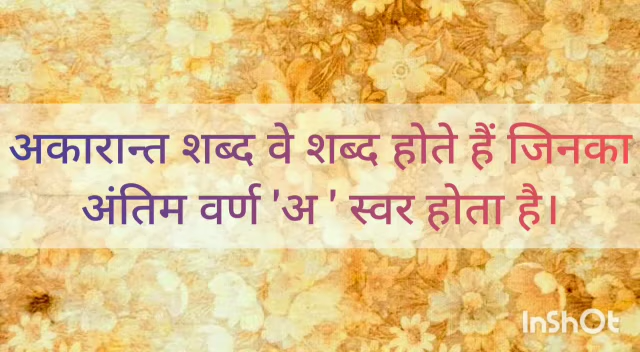 अकारान्त शब्द वे शब्द होते हैं जिनका
अंतिम वर्ण 'अ ' स्वर होता है।
InShOt